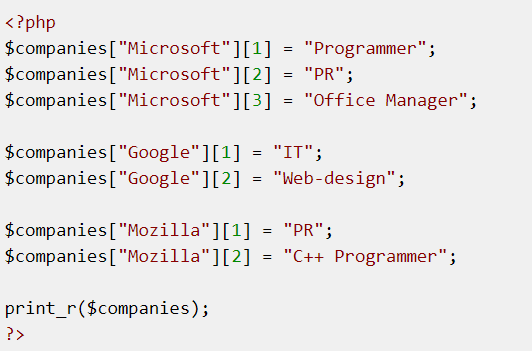 <?php
$companies["Microsoft"][1] = "Programmer";
$companies["Microsoft"][2] = "PR";
$companies["Microsoft"][3] = "Office Manager";
$companies["Google"][1] = "IT";
$companies["Google"][2] = "Web-design";
$companies["Mozilla"][1] = "PR";
$companies["Mozilla"][2] = "C++ Programmer";
print_r($companies);
?>